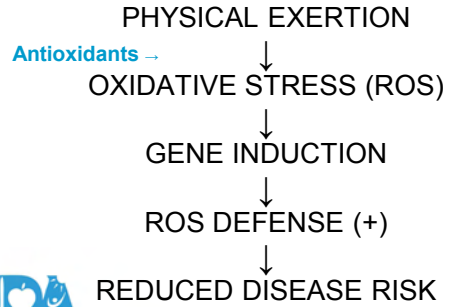 PHYSICAL EXERTION
↓
Antioxidants →
OXIDATIVE STRESS (ROS)
↓
GENE INDUCTION
↓
ROS DEFENSE (+)
↓
REDUCED DISEASE RISK